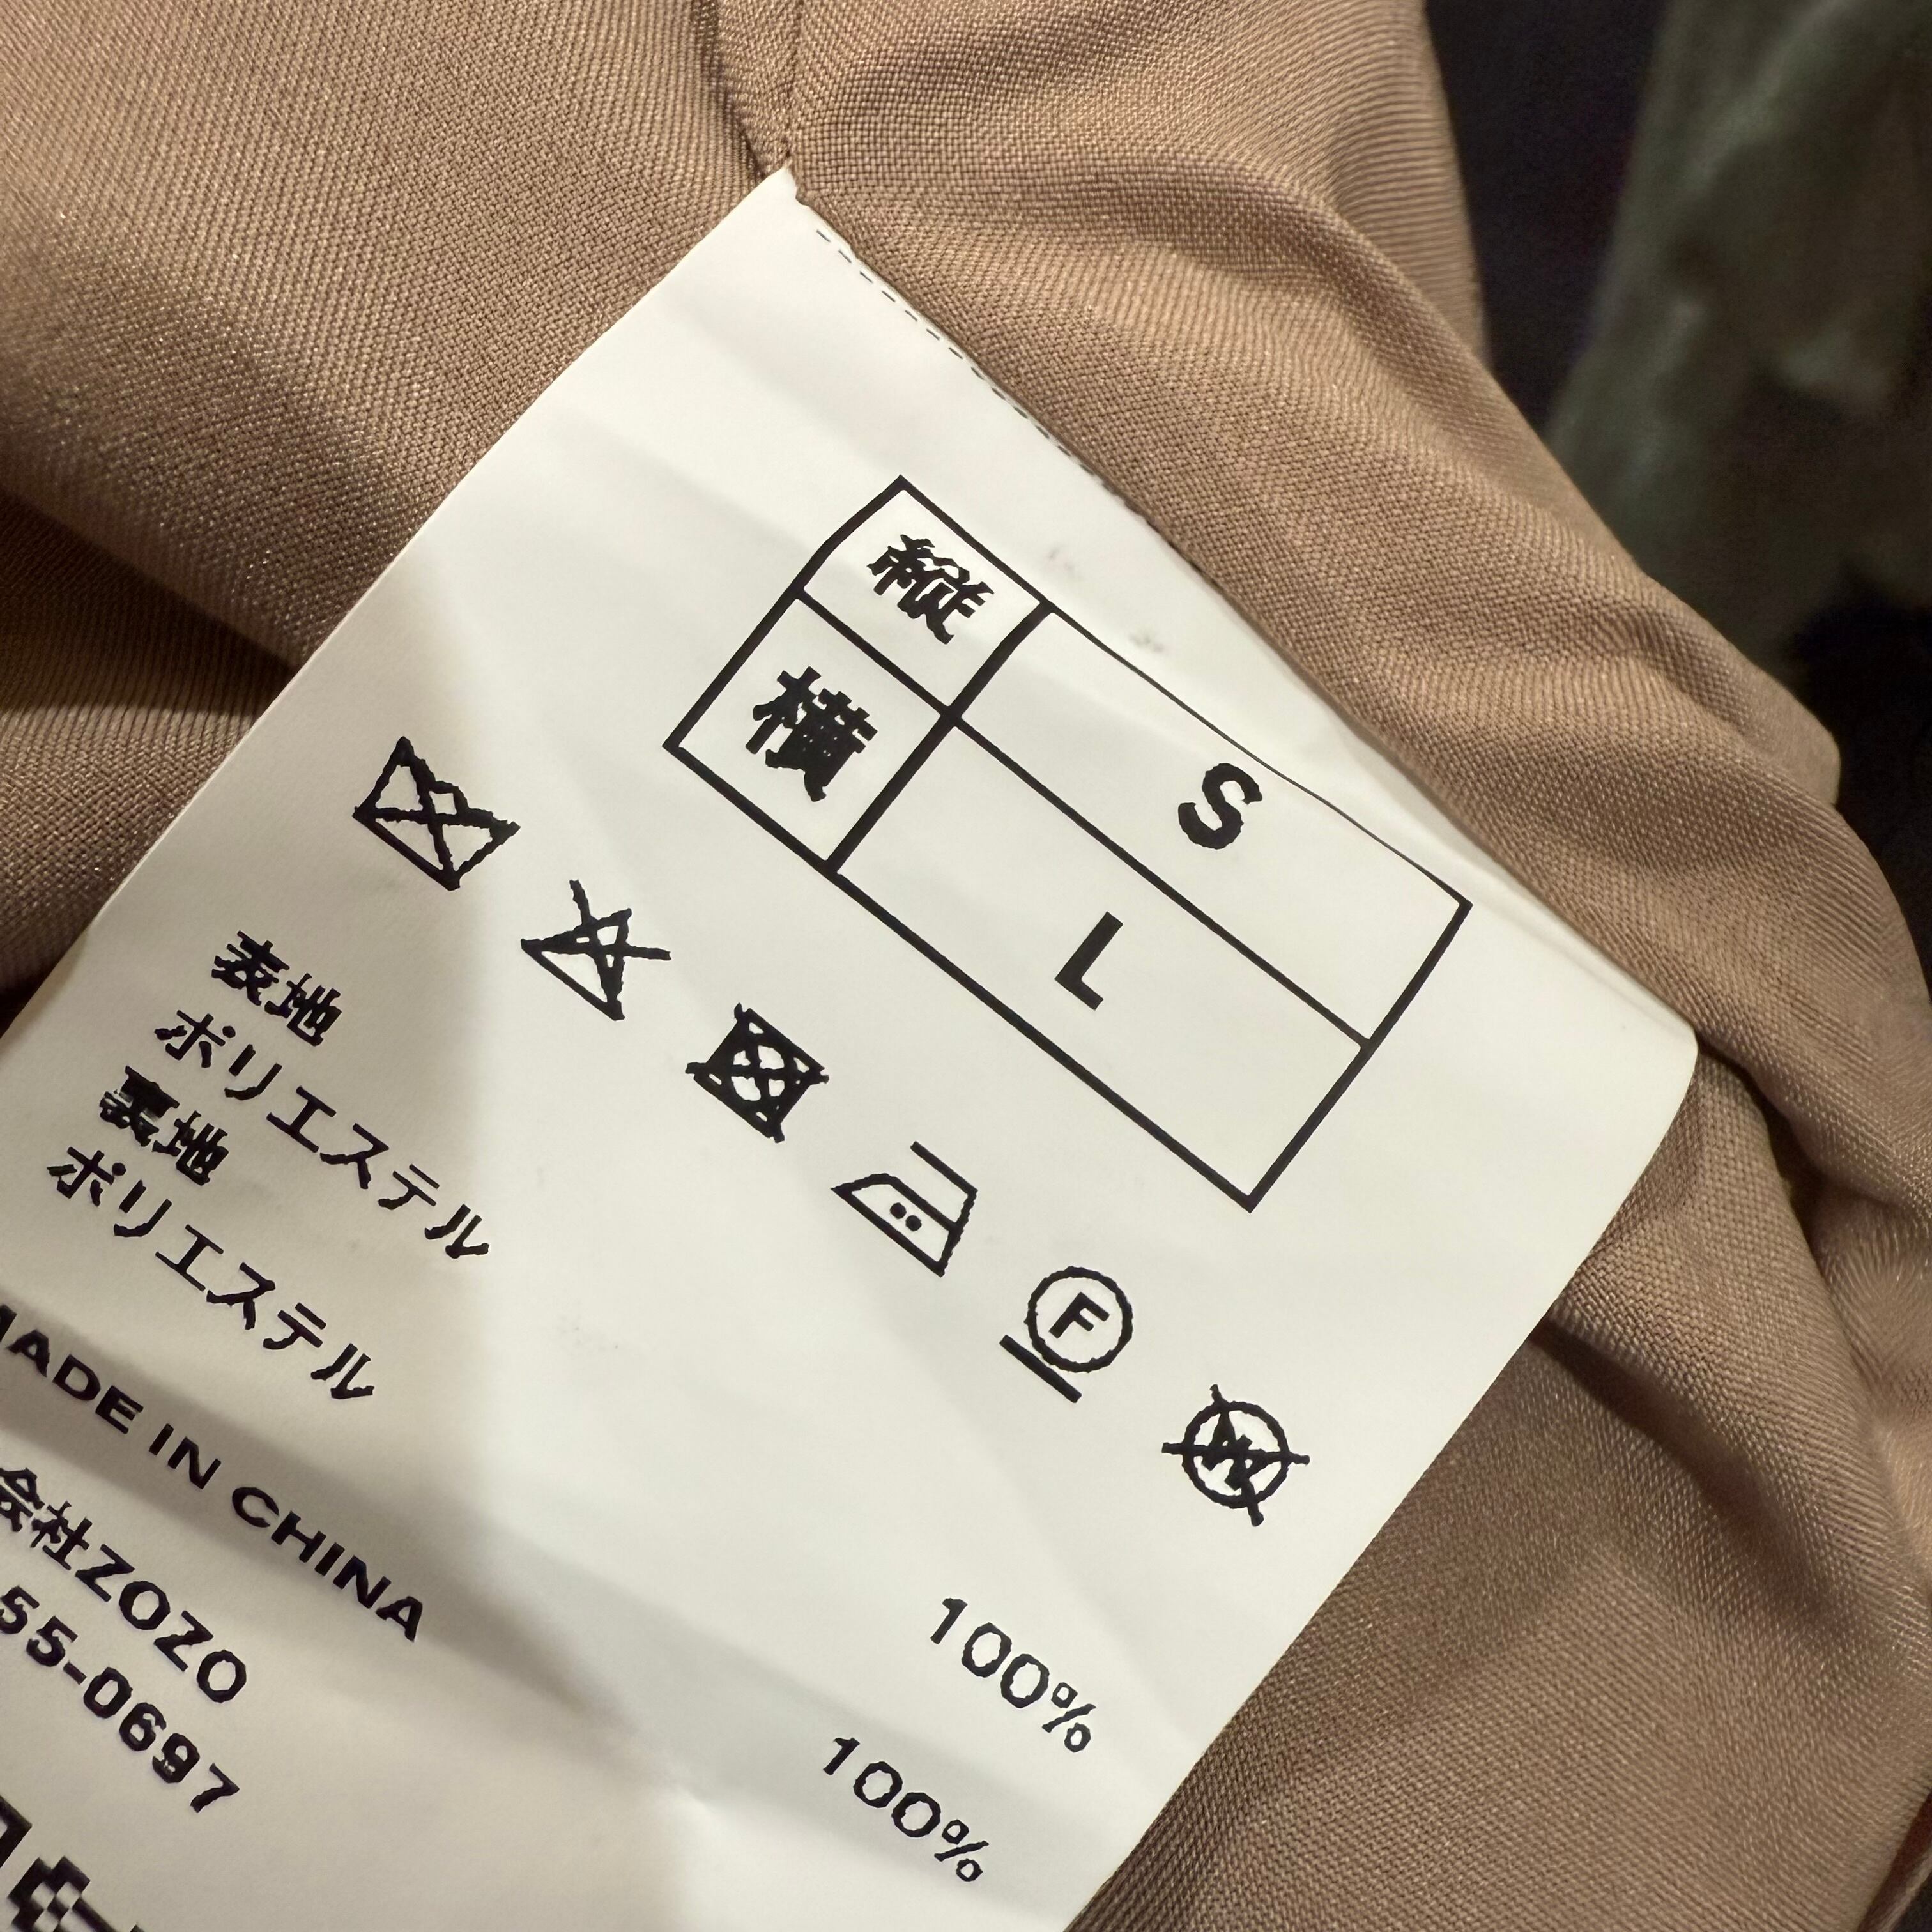 縦 S
横 L
F
W
表地
ポリエステル 100%
裏地
ポリエステル 100%
MADE IN CHINA
会社ZOZO
55-0697